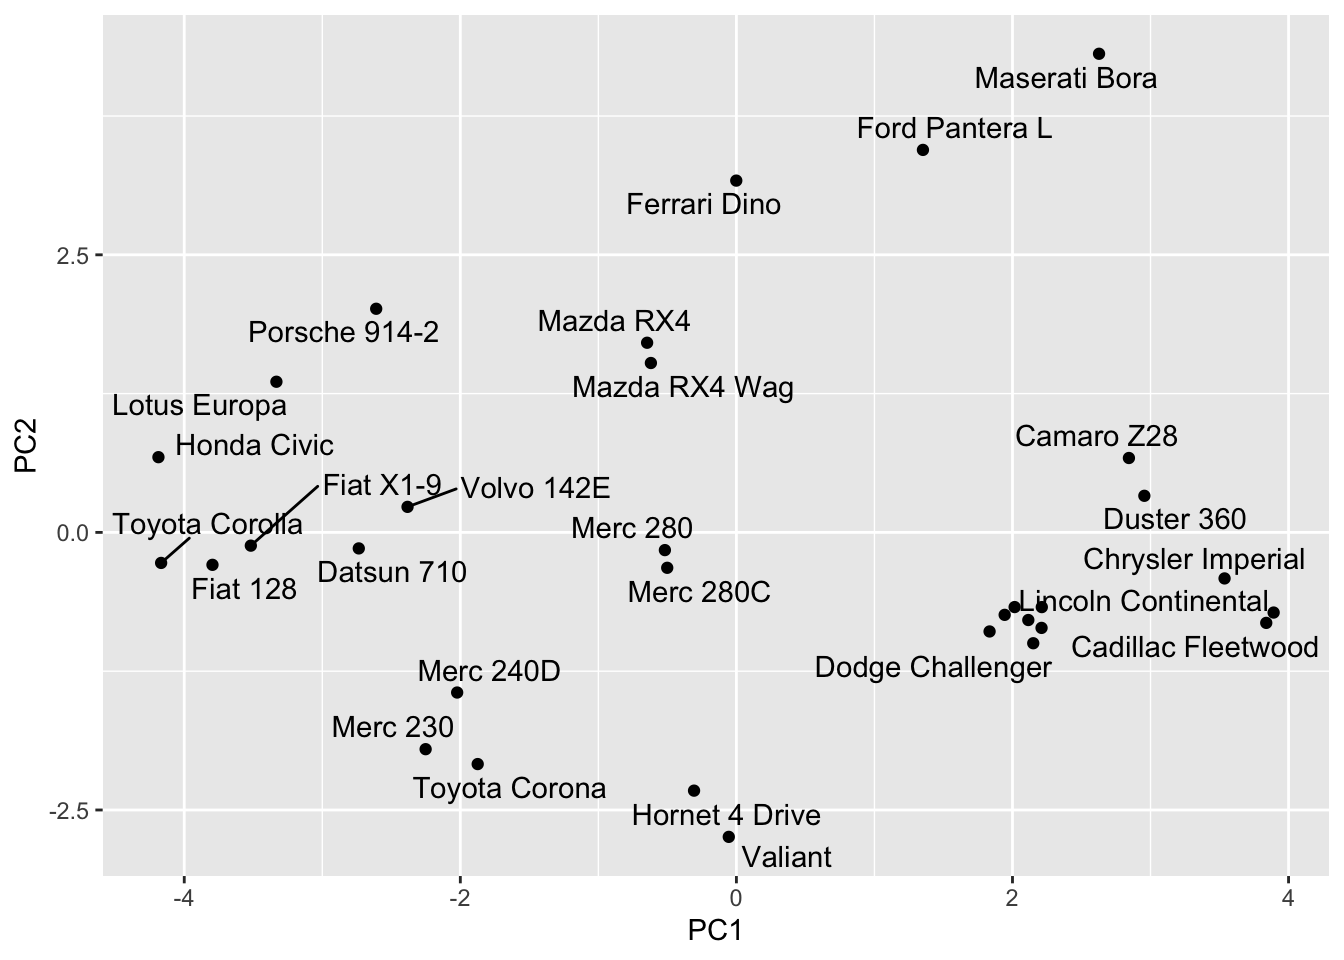 Maserati Bora
Ford Pantera L
Ferrari Dino
2.5
Porsche 914-2
Mazda RX4
Mazda RX4 Wag
Lotus Europa
Honda Civic
Camaro Z28
PC2
Fiat X1-9
Volvo 142E
Toyota Corolla
Merc 280
Duster 360
0.0
Chrysler Imperial
Datsun 710
Fiat 128
Merc 280C
Lincoln Continental
Cadillac Fleetwood
Dodge Challenger
Merc 240D
Merc 230
Toyota Corona
-2.5
Hornet 4 Drive
Valiant
-4 -2 0 2 4
PC1